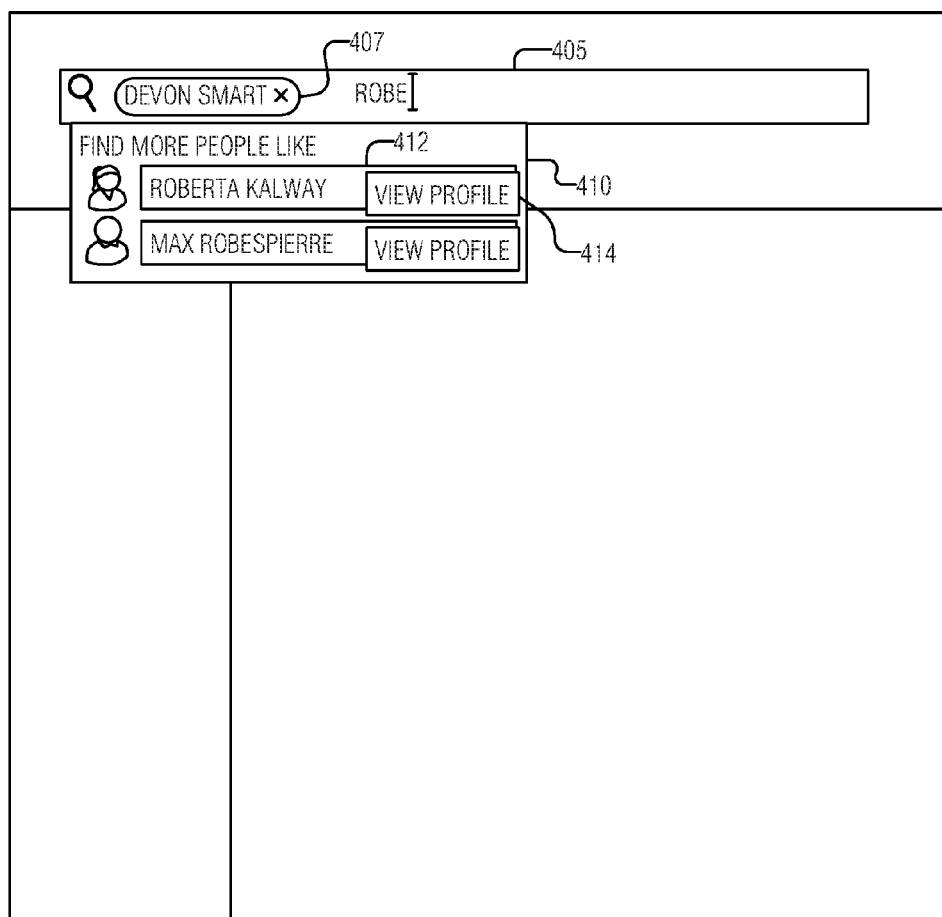 407
405
DEVON SMART × ROBE
FIND MORE PEOPLE LIKE
412
410
ROBERTA KALWAY VIEW PROFILE
414
MAX ROBESPIERRE VIEW PROFILE